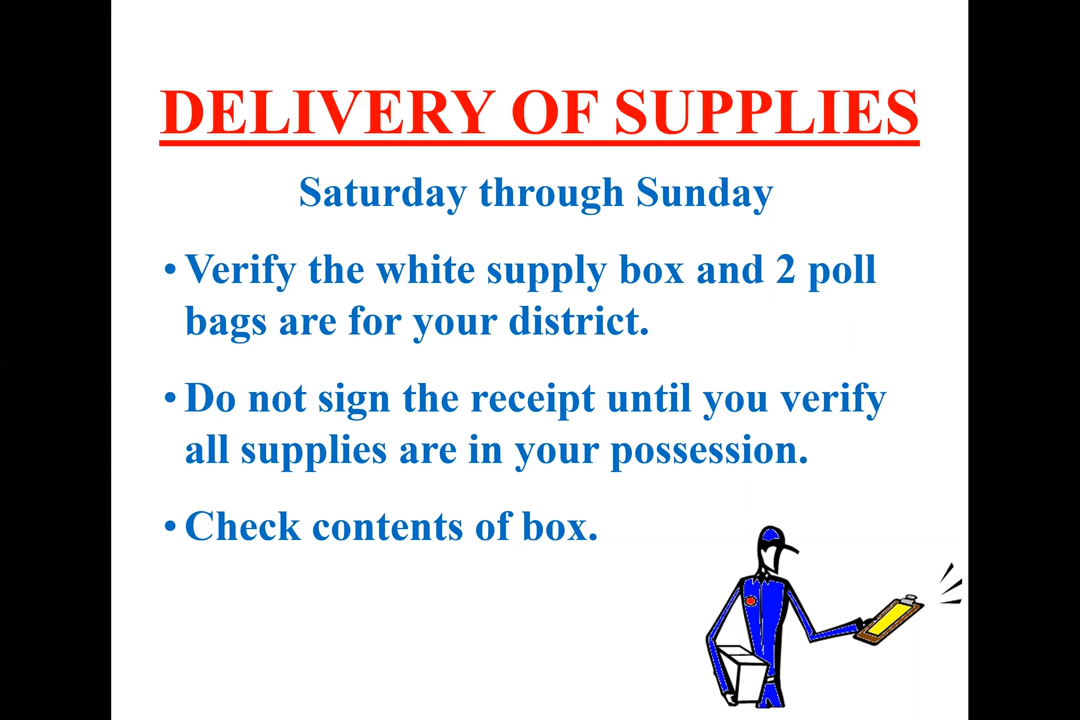 DELIVERY OF SUPPLIES
Saturday through Sunday
• Verify the white supply box and 2 poll
bags are for your district.
• Do not sign the receipt until you verify
all supplies are in your possession.
• Check contents of box.